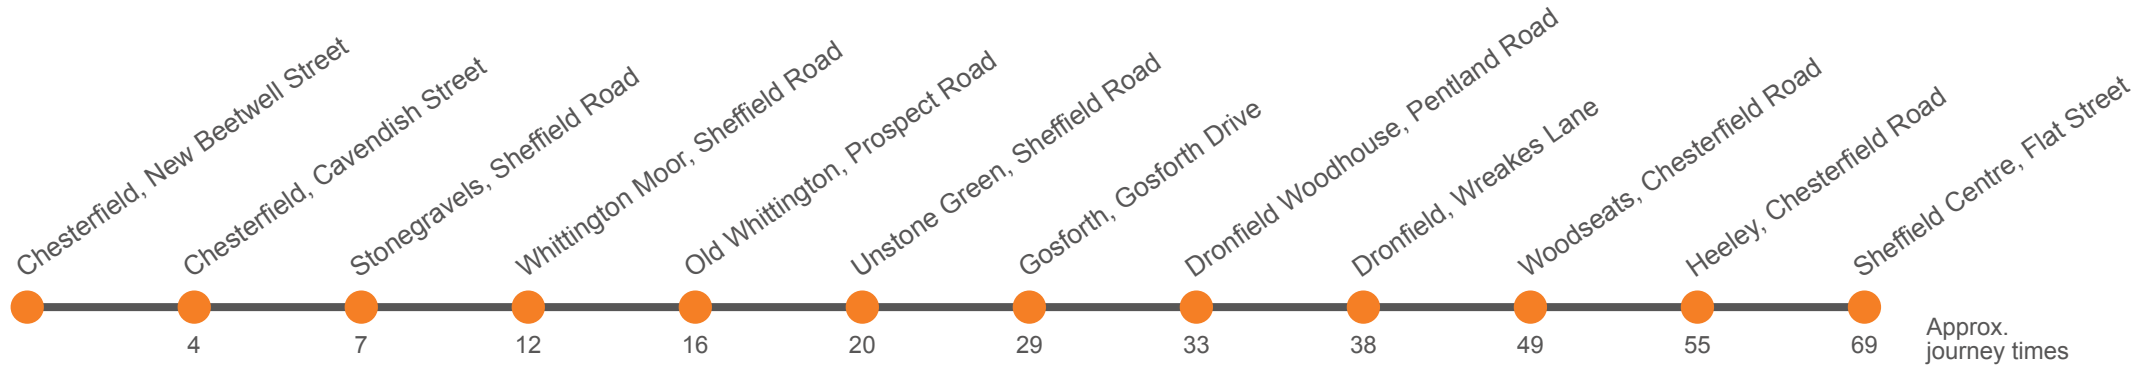 Chesterfield, New Beetwell Street
Chesterfield, Cavendish Street
Stonegravels, Sheffield Road
Whittington Moor, Sheffield Road
Old Whittington, Prospect Road
Unstone Green, Sheffield Road
Gosforth, Gosforth Drive
Dronfield Woodhouse, Pentland Road
Dronfield, Wreakes Lane
Woodseats, Chesterfield Road
Heeley, Chesterfield Road
Sheffield Centre, Flat Street
4 7 12 16 20 29 33 38 49 55 69
Approx.
journey times